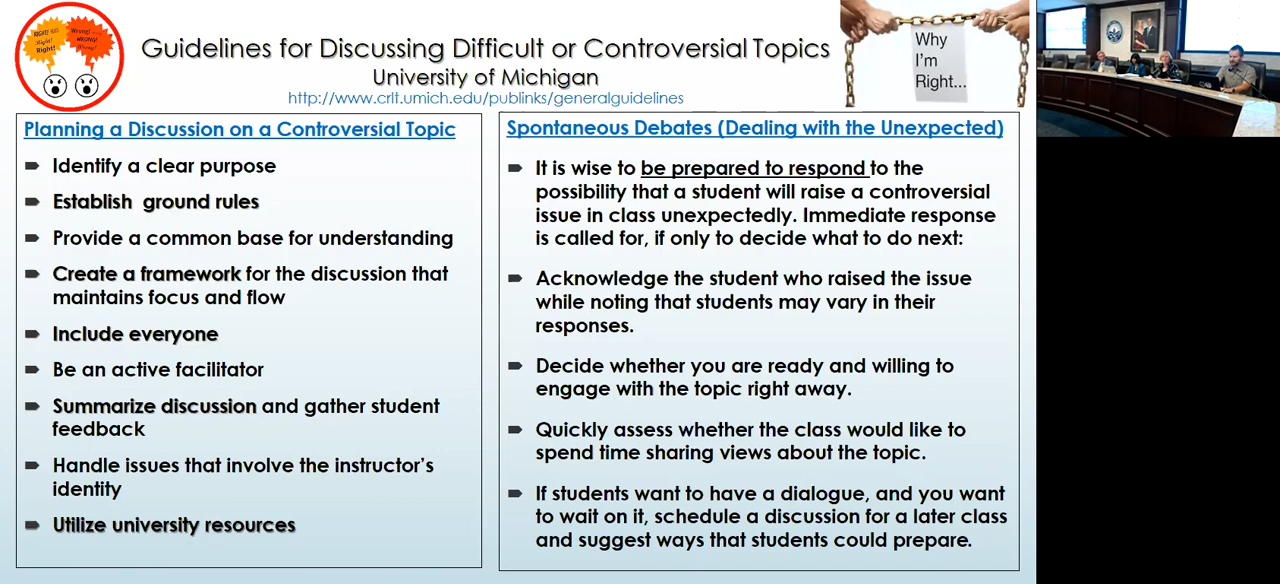 RIGHT!
Right!
Right!
Wrong!
WRONG!
Wrong!
Guidelines for Discussing Difficult or Controversial Topics
University of Michigan
http://www.crlt.umich.edu/publinks/generalguidelines
Why
I'm
Right...
Planning a Discussion on a Controversial Topic
Identify a clear purpose
Establish ground rules
Provide a common base for understanding
Create a framework for the discussion that
maintains focus and flow
Include everyone
Be an active facilitator
Summarize discussion and gather student
feedback
Handle issues that involve the instructor's
identity
Utilize university resources
Spontaneous Debates (Dealing with the Unexpected)
It is wise to be prepared to respond to the
possibility that a student will raise a controversial
issue in class unexpectedly. Immediate response
is called for, if only to decide what to do next:
Acknowledge the student who raised the issue
while noting that students may vary in their
responses.
Decide whether you are ready and willing to
engage with the topic right away.
Quickly assess whether the class would like to
spend time sharing views about the topic.
If students want to have a dialogue, and you want
to wait on it, schedule a discussion for a later class
and suggest ways that students could prepare.